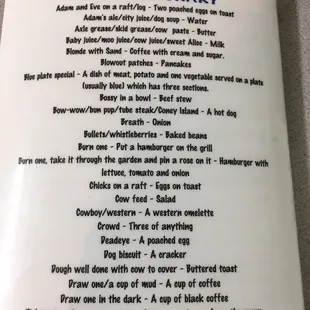 Adam and Eve on a raft/log - Two poached eggs on toast
Adam's ale/city juice/dog soup - Water
Axle grease/skid grease/cow paste - Butter
Baby juice/moo juice/cow juice/sweet Ailee - Milk
Blonde with Sand - Coffee with cream and sugar.
Blowout patches - Pancakes
Blue plate special - A dish of meat, potato and one vegetable served on a plate
(usually blue) which has three sections.
Bossy in a bowl - Beef stew
Bow-wow/bun pup/tube steak/Coney Island - A hot dog
Breath - Onion
Bullets/whistleberries - Baked beans
Burn one - Put a hamburger on the grill
Burn one, take it through the garden and pin a rose on it - Hamburger with
lettuce, tomato and onion
Chicks on a raft - Eggs on toast
Cow feed - Salad
Cowboy/western - A western omelette
Crowd - Three of anything
Deadeye - A poached egg
Dog biscuit - A cracker
Dough well done with cow to cover - Buttered toast
Draw one/a cup of mud - A cup of coffee
Draw one in the dark - A cup of black coffee